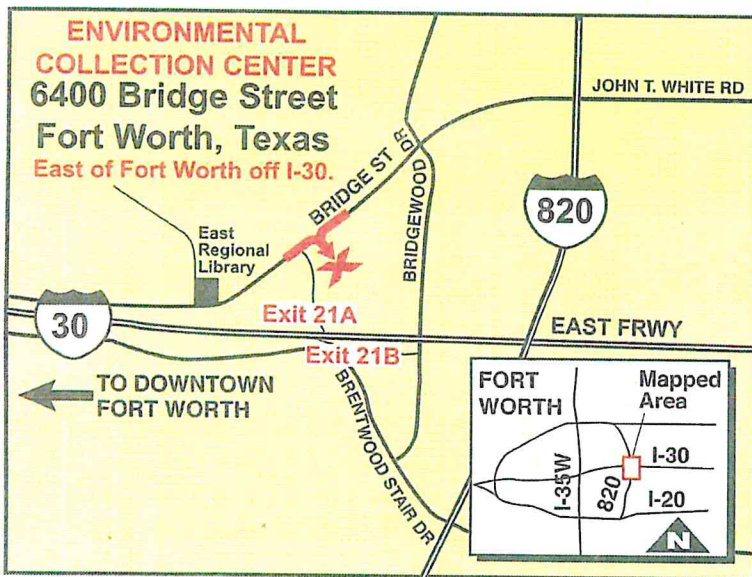 ENVIRONMENTAL
COLLECTION CENTER
6400 Bridge Street
Fort Worth, Texas
East of Fort Worth off I-30.
JOHN T. WHITE RD
BRIDGE ST
BRIDGEWOOD DR
820
East
Regional
Library
30
Exit 21A
EAST FRWY
Exit 21B
TO DOWNTOWN
FORT WORTH
BRENTWOOD STAIR DR
FORT
WORTH
Mapped
Area
I-35W
820
I-30
I-20
N